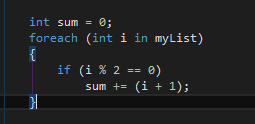 int sum = 0;
foreach (int i in myList)
{
    if (i % 2 == 0)
        sum += (i + 1);
}